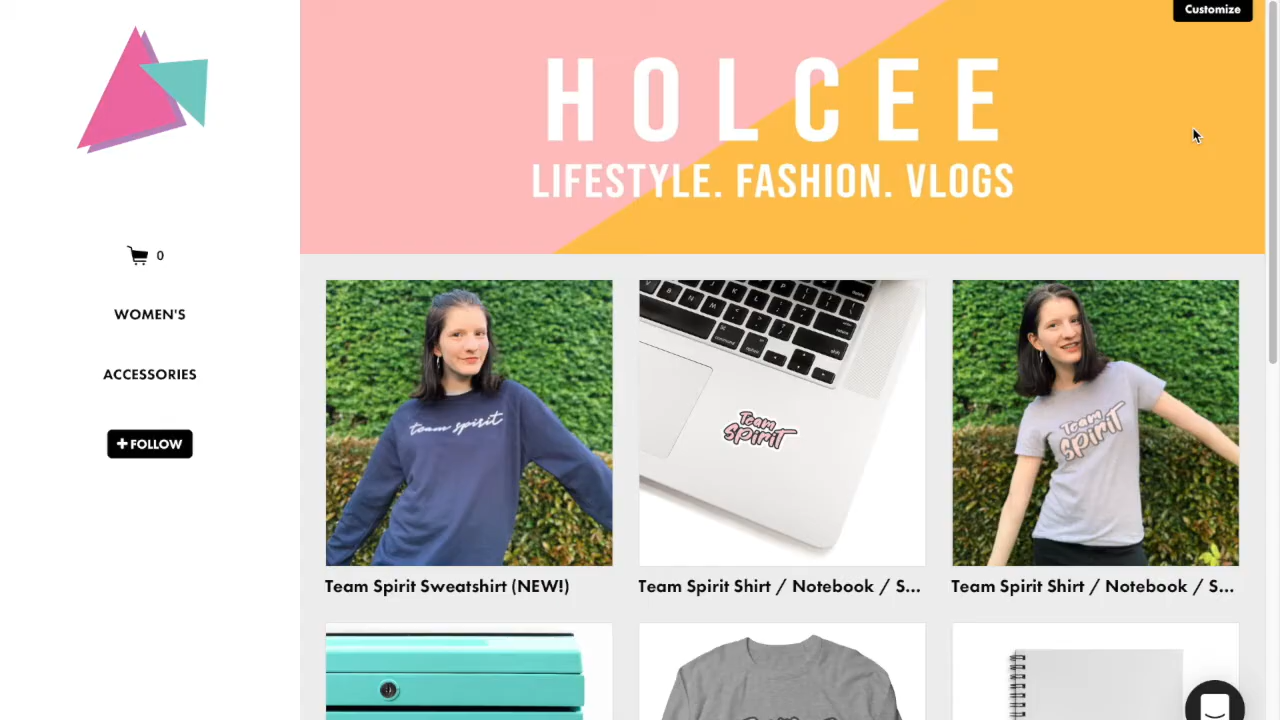 Customize
HOLCEE
LIFESTYLE. FASHION. VLOGS
0
WOMEN'S
ACCESSORIES
+ FOLLOW
team spirit
Team
Spirit
Team
Spirit
Team Spirit Sweatshirt (NEW!)
Team Spirit Shirt / Notebook / S...
Team Spirit Shirt / Notebook / S...